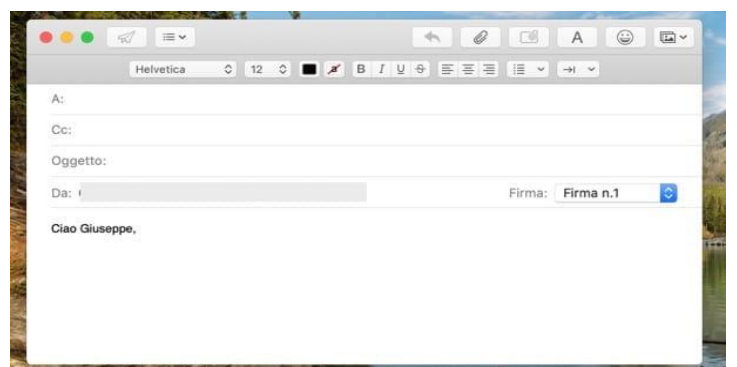 Helvetica 12 B I U S
A:
Cc:
Oggetto:
Da: Firma: Firma n.1
Ciao Giuseppe,